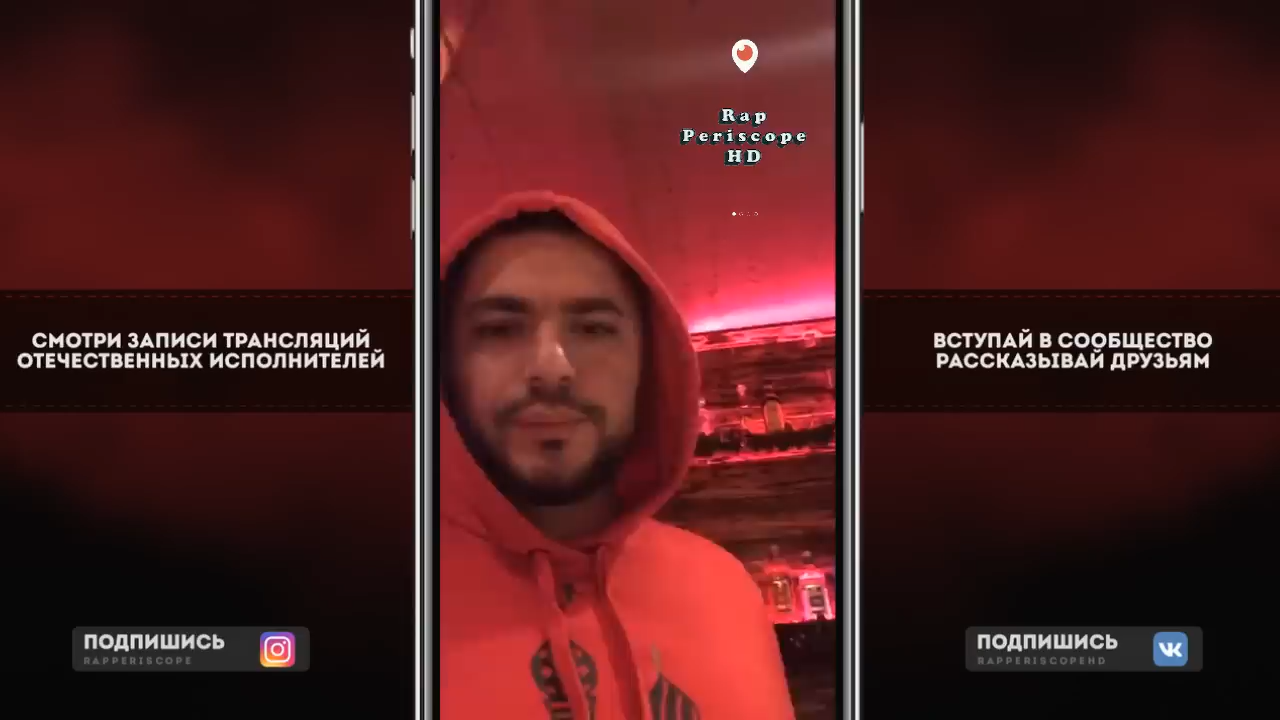 Rap
Periscope
HD
СМОТРИ ЗАПИСИ ТРАНСЛЯЦИЙ
ОТЕЧЕСТВЕННЫХ ИСПОЛНИТЕЛЕЙ
ВСТУПАЙ В СООБЩЕСТВО
РАССКАЗЫВАЙ ДРУЗЬЯМ
ПОДПИШИСЬ
RAPPERISCOPE
ПОДПИШИСЬ
RAPPERISCOPEHD